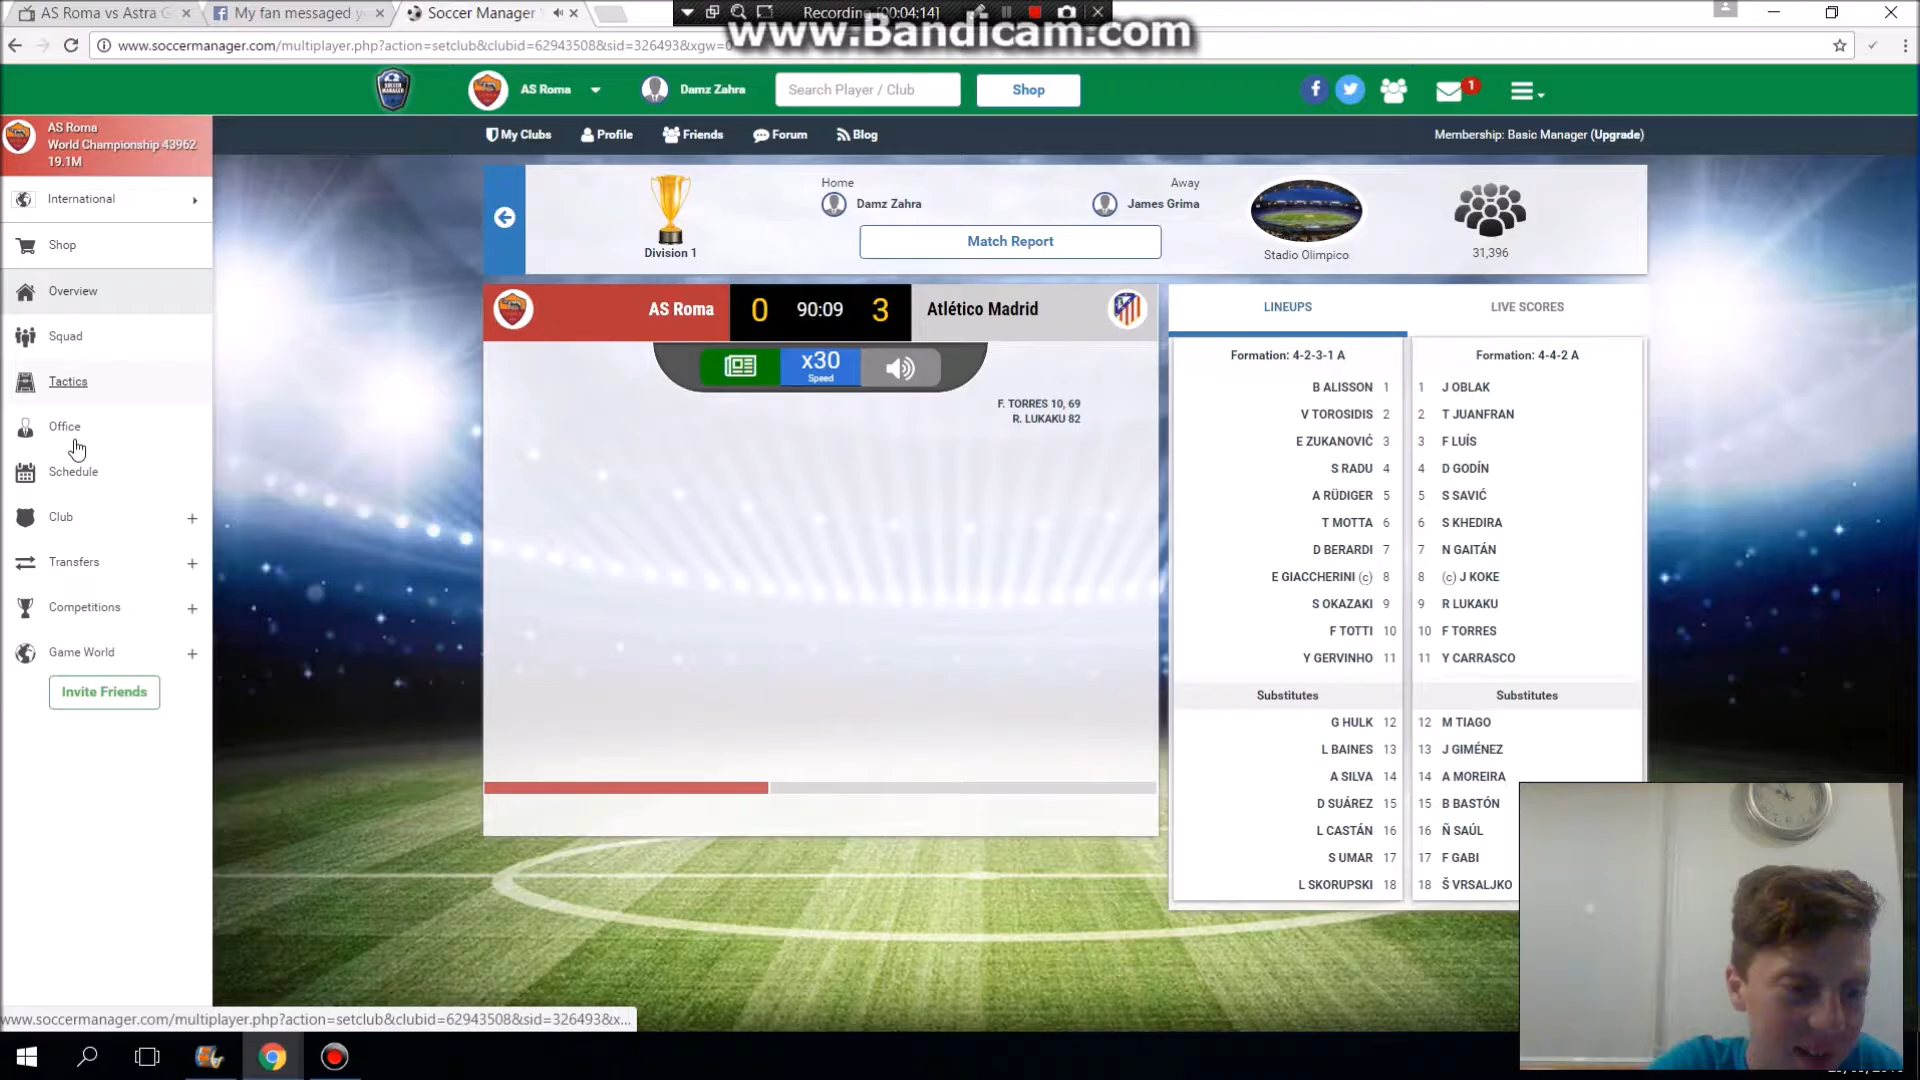 AS Roma vs Astra G
My fan messaged y
Soccer Manager
Recording [00:04:14]
www.Bandicam.com
www.soccermanager.com/multiplayer.php?action=setclub&clubid=62943508&sid=326493&xgw=
AS Roma
Damz Zahra
Search Player / Club
Shop
1
AS Roma
World Championship 43962
19.1M
My Clubs
Profile
Friends
Forum
Blog
Membership: Basic Manager (Upgrade)
International
Shop
Overview
Squad
Tactics
Office
Schedule
Club
Transfers
Competitions
Game World
Invite Friends
Division 1
Home
Damz Zahra
Away
James Grima
Match Report
Stadio Olimpico
31,396
AS Roma
0
90:09
3
Atlético Madrid
x30
Speed
F. TORRES 10, 69
R. LUKAKU 82
LINEUPS
LIVE SCORES
Formation: 4-2-3-1 A
Formation: 4-4-2 A
B ALISSON 1
1 J OBLAK
V TOROSIDIS 2
2 T JUANFRAN
E ZUKANOVIĆ 3
3 F LUÍS
S RADU 4
4 D GODÍN
A RÜDIGER 5
5 S SAVIĆ
T MOTTA 6
6 S KHEDIRA
D BERARDI 7
7 N GAITÁN
E GIACCHERINI (c) 8
8 (c) J KOKE
S OKAZAKI 9
9 R LUKAKU
F TOTTI 10
10 F TORRES
Y GERVINHO 11
11 Y CARRASCO
Substitutes
Substitutes
G HULK 12
12 M TIAGO
L BAINES 13
13 J GIMÉNEZ
A SILVA 14
14 A MOREIRA
D SUÁREZ 15
15 B BASTÓN
L CASTÁN 16
16 Ñ SAÚL
S UMAR 17
17 F GABI
L SKORUPSKI 18
18 Š VRSALJKO
www.soccermanager.com/multiplayer.php?action=setclub&clubid=62943508&sid=326493&x...